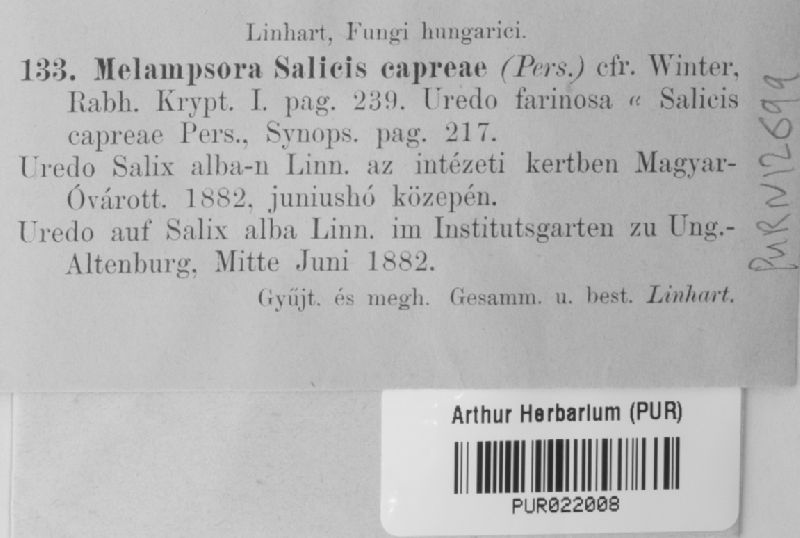 Linhart, Fungi hungarici.
133. Melampsora Salicis capreae (Pers.) cfr. Winter,
Rabh. Krypt. I. pag. 239. Uredo farinosa α Salicis
capreae Pers., Synops. pag. 217.
Uredo Salix alba-n Linn. az intézeti kertben Magyar-
Óvárott. 1882, juniushó közepén.
Uredo auf Salix alba Linn. im Institutsgarten zu Ung.-
Altenburg, Mitte Juni 1882.
Gyűjt. és megh. Gesamm. u. best. Linhart.
PUR N12699
Arthur Herbarium (PUR)
PUR022008